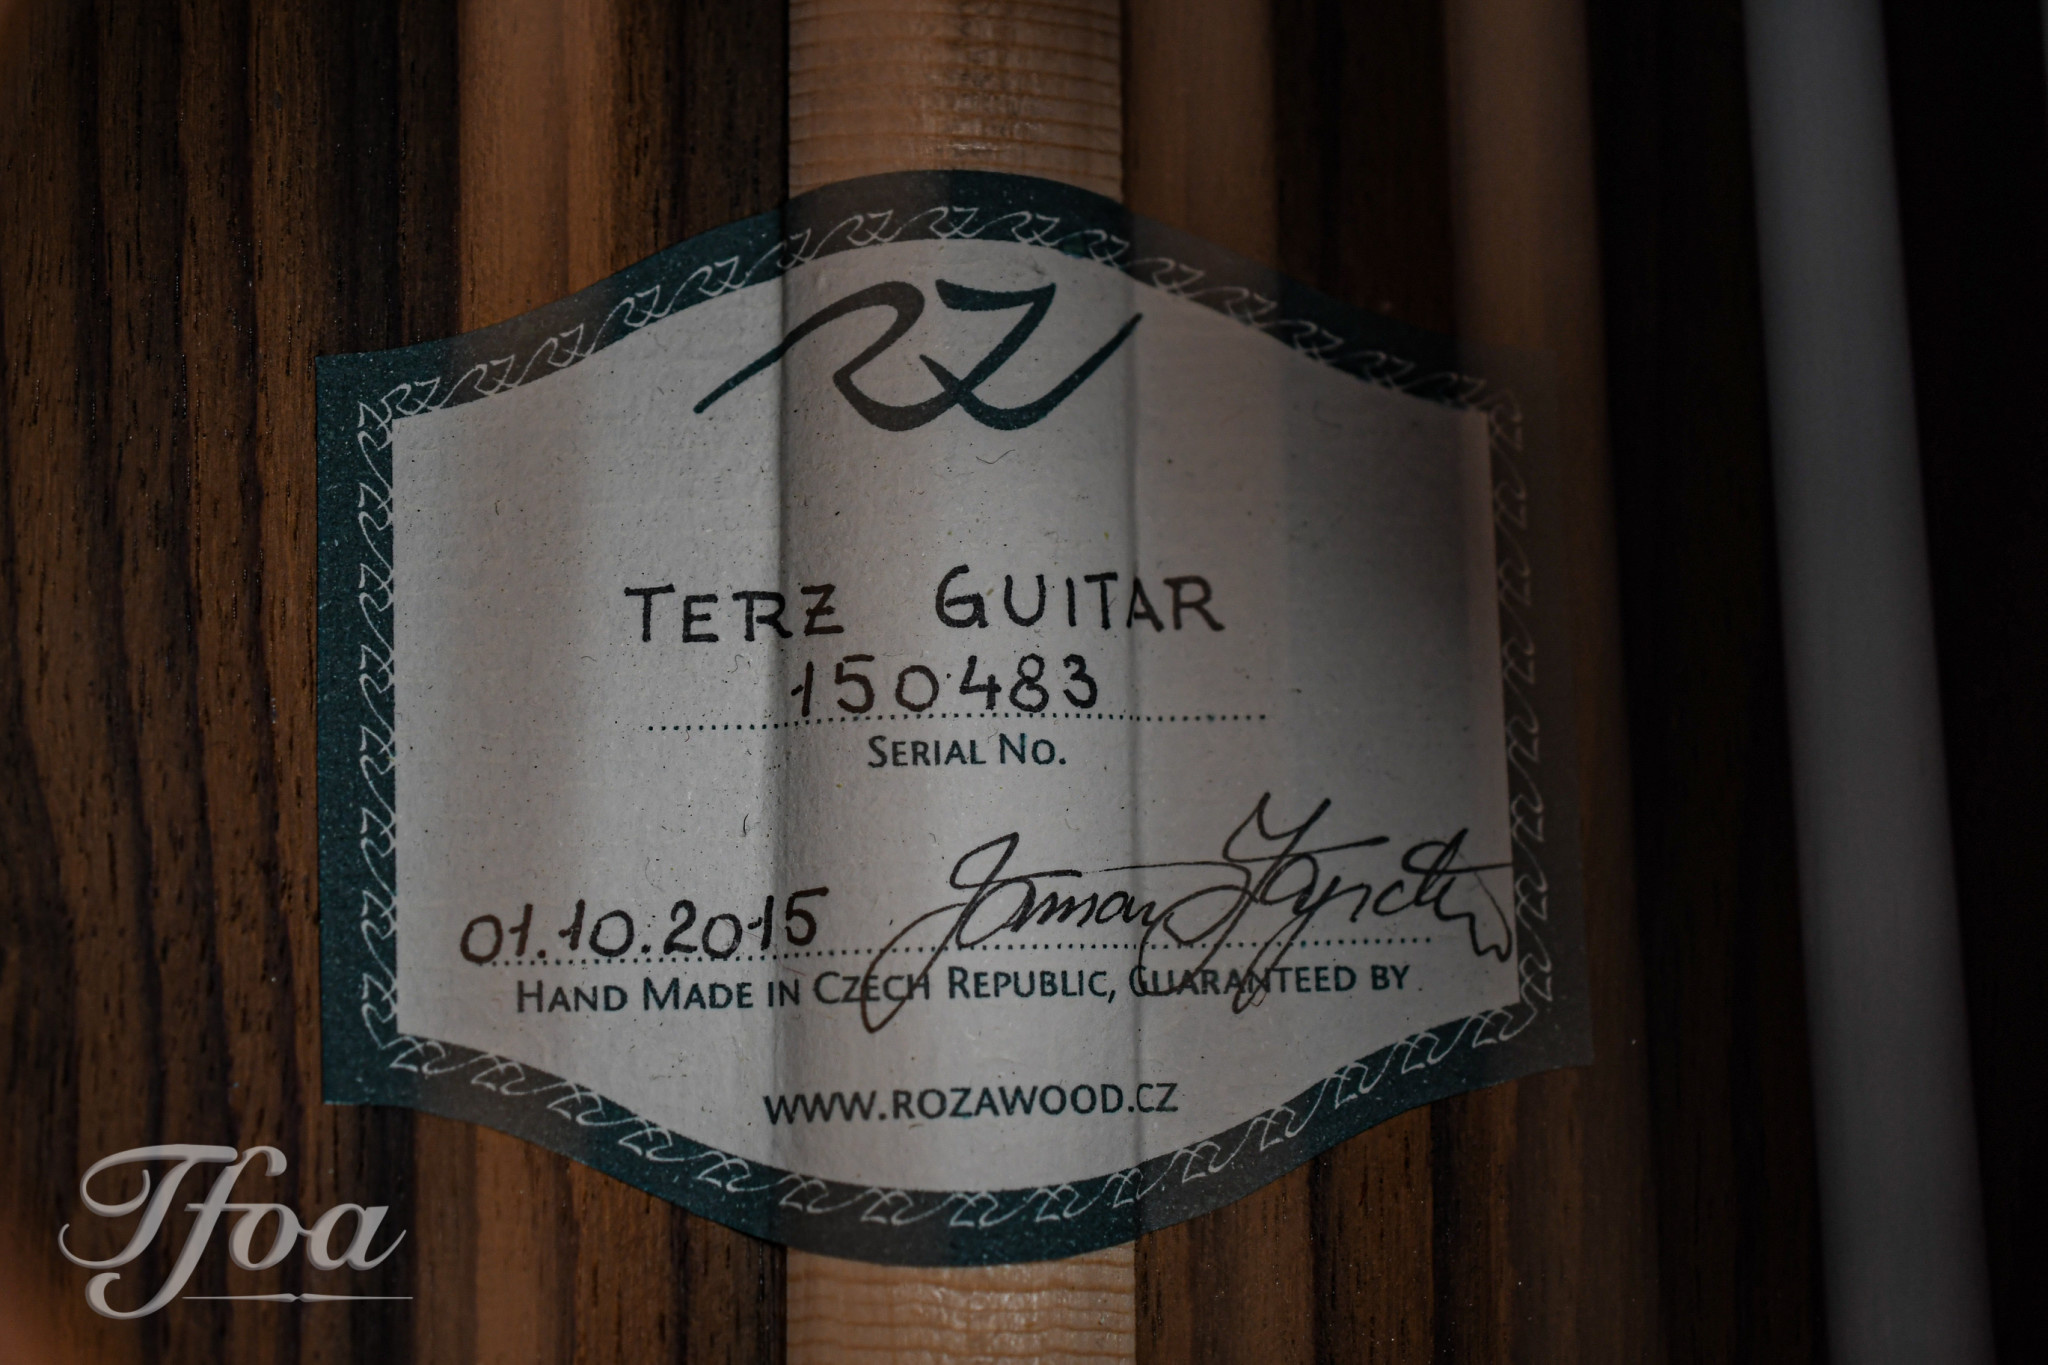 RZ
TERZ GUITAR
150483
SERIAL NO.
01.10.2015
HAND MADE IN CZECH REPUBLIC, GUARANTEED BY
WWW.ROZAWOOD.CZ
Tfoa